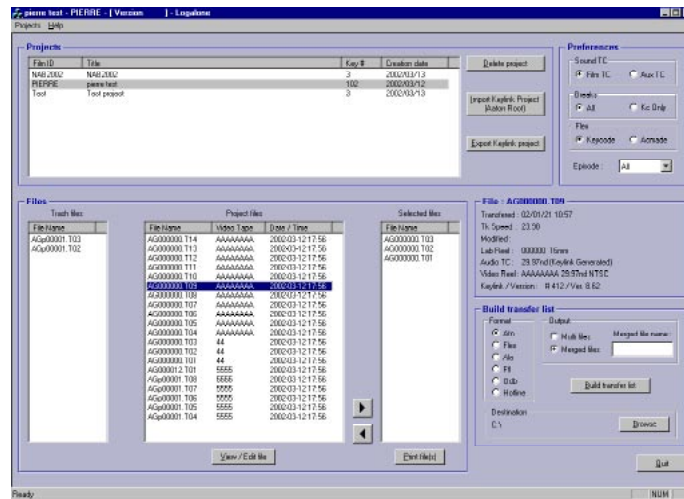 pierre test - PIERRE - [ Version ] - Logalone
Projects Help
Projects
Film ID Title Key # Creation date
NAB2002 NAB2002 3 2002/03/13
PIERRE pierre test 102 2002/03/12
Test Test project 3 2002/03/13
Delete project
Import Keylink Project
(Aaton Root)
Export Keylink project
Preferences
Sound TC
Film TC Aux TC
Breaks
All Kc Only
Flex
Keycode Acmade
Episode : All
Files
Trash files
File Name
AGp00001.T03
AGp00001.T02
Project files
File Name Video Tape Date / Time
AG000000.T14 AAAAAAAA 2002-03-12 17:56
AG000000.T13 AAAAAAAA 2002-03-12 17:56
AG000000.T12 AAAAAAAA 2002-03-12 17:56
AG000000.T11 AAAAAAAA 2002-03-12 17:56
AG000000.T10 AAAAAAAA 2002-03-12 17:56
AG000000.T09 AAAAAAAA 2002-03-12 17:56
AG000000.T08 AAAAAAAA 2002-03-12 17:56
AG000000.T07 AAAAAAAA 2002-03-12 17:56
AG000000.T06 AAAAAAAA 2002-03-12 17:56
AG000000.T05 AAAAAAAA 2002-03-12 17:56
AG000000.T04 AAAAAAAA 2002-03-12 17:56
AG000000.T03 44 2002-03-12 17:56
AG000000.T02 44 2002-03-12 17:56
AG000000.T01 44 2002-03-12 17:56
AG000012.T01 5555 2002-03-12 17:56
AGp00001.T08 5555 2002-03-12 17:56
AGp00001.T07 5555 2002-03-12 17:56
AGp00001.T06 5555 2002-03-12 17:56
AGp00001.T05 5555 2002-03-12 17:56
AGp00001.T04 5555 2002-03-12 17:56
View / Edit file
Selected files
File Name
AG000000.T03
AG000000.T02
AG000000.T01
Print file(s)
File : AG000000.T09
Transfered : 02/01/21 10:57
Tk Speed : 23.98
Modified :
Lab Reel : 000000 16mm
Audio TC : 29.97nd (Keylink Generated)
Video Reel : AAAAAAAA 29.97nd NTSC
Keylink / Version : # 412 / Ver. 8.62
Build transfer list
Format
Atn
Flex
Ale
Ftl
Gdb
Hotline
Output
Multi files
Merged files
Merged file name :
Build transfer list
Destination
C:\
Browse
Quit
Ready
NUM